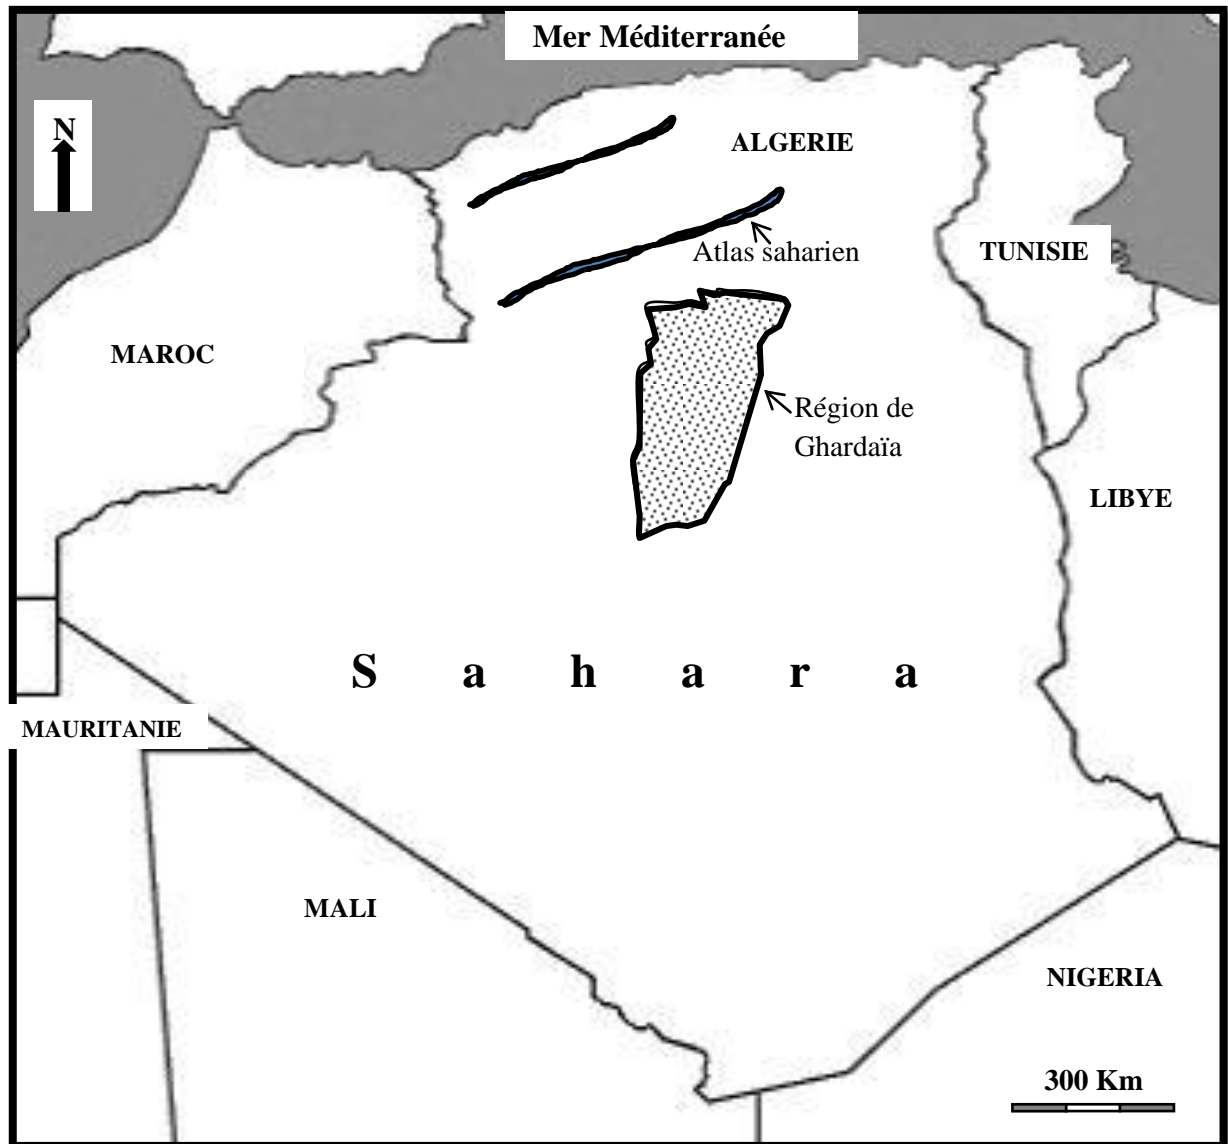 Mer Méditerranée
N
ALGERIE
Atlas saharien
TUNISIE
MAROC
Région de
Ghardaïa
LIBYE
S a h a r a
MAURITANIE
MALI
NIGERIA
300 Km